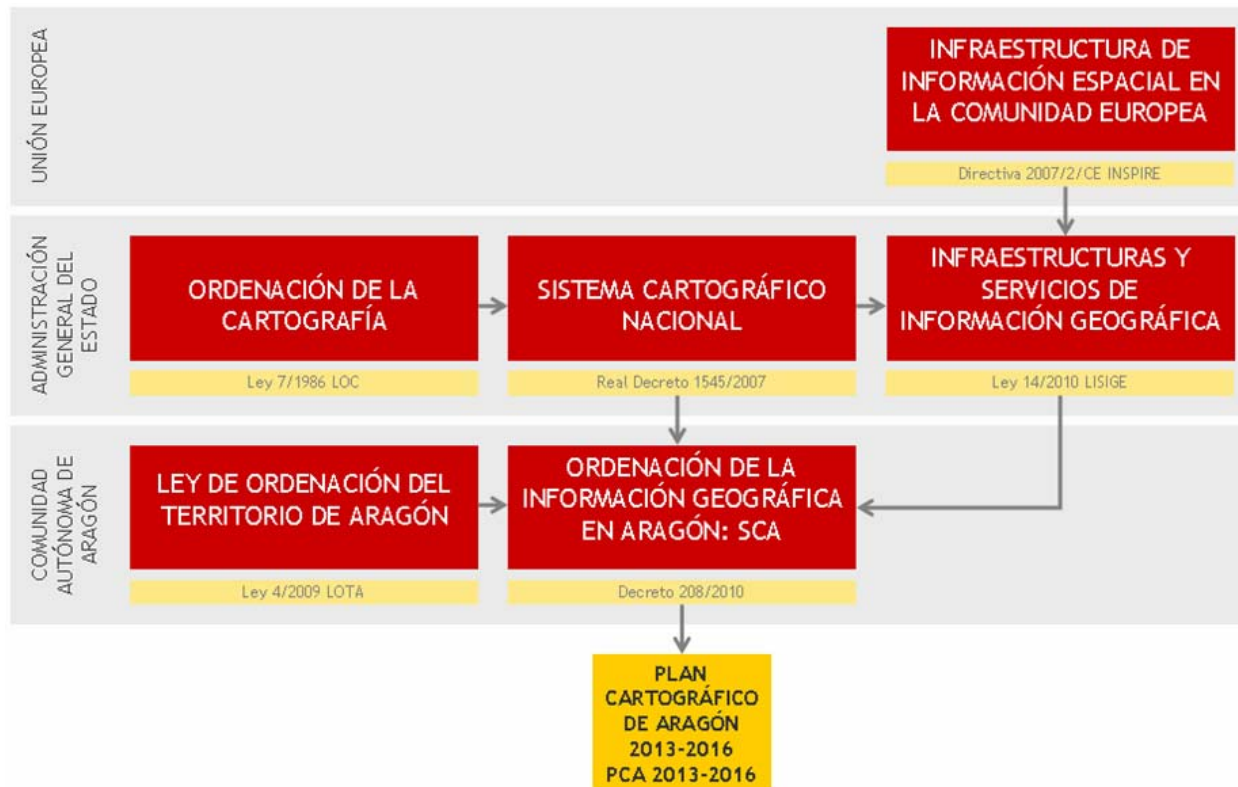 UNIÓN EUROPEA
INFRAESTRUCTURA DE
INFORMACIÓN ESPACIAL EN
LA COMUNIDAD EUROPEA
Directiva 2007/2/CE INSPIRE
ADMINISTRACIÓN
GENERAL DEL
ESTADO
ORDENACIÓN DE LA
CARTOGRAFÍA
Ley 7/1986 LOC
SISTEMA CARTOGRÁFICO
NACIONAL
Real Decreto 1545/2007
INFRAESTRUCTURAS Y
SERVICIOS DE
INFORMACIÓN GEOGRÁFICA
Ley 14/2010 LISIGE
COMUNIDAD
AUTÓNOMA DE
ARAGÓN
LEY DE ORDENACIÓN DEL
TERRITORIO DE ARAGÓN
Ley 4/2009 LOTA
ORDENACIÓN DE LA
INFORMACIÓN GEOGRÁFICA
EN ARAGÓN: SCA
Decreto 208/2010
PLAN
CARTOGRÁFICO
DE ARAGÓN
2013-2016
PCA 2013-2016